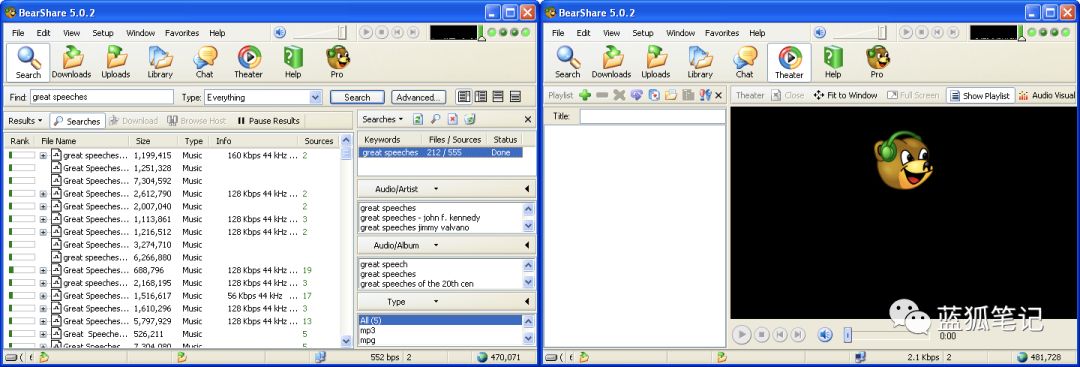 BearShare 5.0.2
File Edit View Setup Window Favorites Help
Search Downloads Uploads Library Chat Theater Help Pro
Find: great speeches Type: Everything Search Advanced...
Results Searches Download Browse Host Pause Results
Rank File Name Size Type Info Sources
great speeches... 1,199,415 Music 160 Kbps 44 kHz ... 2
Great Speeches... 1,251,328 Music
Great Speeches... 7,304,592 Music
Great Speeches... 2,612,790 Music 128 Kbps 44 kHz ... 2
Great Speeches... 2,007,040 Music 2
Great Speeches... 1,113,861 Music 128 Kbps 44 kHz ... 3
Great Speeches... 1,216,512 Music 128 Kbps 44 kHz ... 2
Great Speeches... 3,274,710 Music
great speeches... 6,266,880 Music
Great Speeches... 688,796 Music 128 Kbps 44 kHz ... 19
Great speeches... 2,168,195 Music 128 Kbps 44 kHz ... 3
Great Speeches... 1,516,617 Music 56 Kbps 44 kHz ... 17
Great Speeches... 1,610,296 Music 128 Kbps 44 kHz ... 3
Great Speeches... 5,797,929 Music 128 Kbps 44 kHz ... 13
Great Speeches... 526,211 Music 5
Great Speeches... 7,304,080 Music 5
Searches
Keywords Files / Sources Status
great speeches 212 / 555 Done
Audio/Artist
great speeches
great speeches - john f. kennedy
great speeches jimmy valvano
Audio/Album
great speech
great speeches
great speeches of the 20th cen
Type
All (5)
mp3
mpg
552 bps 2 470,071
BearShare 5.0.2
File Edit View Setup Window Favorites Help
Search Downloads Uploads Library Chat Theater Help Pro
Playlist Theater Close Fit to Window Full Screen Show Playlist Audio Visual
Title:
蓝狐笔记
0:00
2.1 Kbps 2 481,728